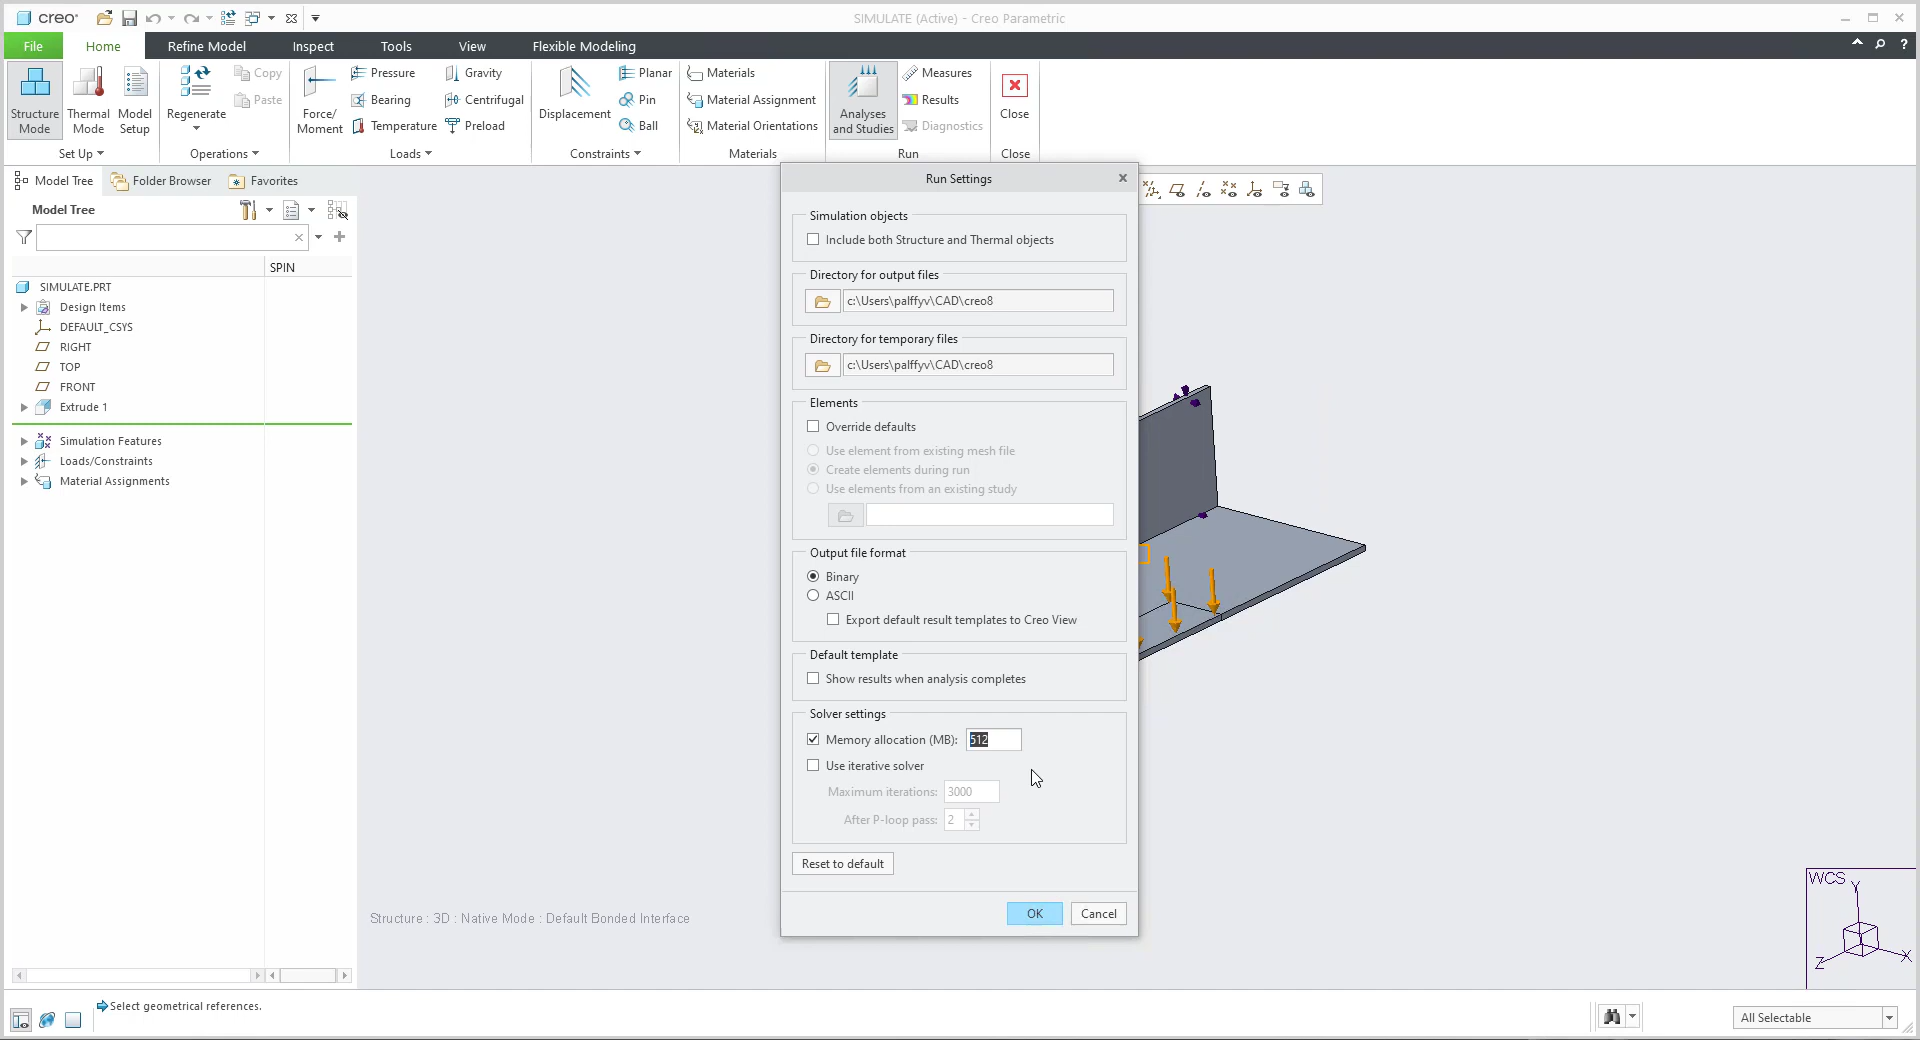 creo
SIMULATE (Active) - Creo Parametric
File
Home
Refine Model
Inspect
Tools
View
Flexible Modeling
?
Structure
Mode
Thermal
Mode
Model
Setup
Set Up
Regenerate
Copy
Paste
Operations
Force/
Moment
Pressure
Bearing
Temperature
Gravity
Centrifugal
Preload
Loads
Displacement
Planar
Pin
Ball
Constraints
Materials
Material Assignment
Material Orientations
Materials
Analyses
and Studies
Measures
Results
Diagnostics
Run
Close
Close
Model Tree
Folder Browser
Favorites
Model Tree
SPIN
SIMULATE.PRT
Design Items
DEFAULT_CSYS
RIGHT
TOP
FRONT
Extrude 1
Simulation Features
Loads/Constraints
Material Assignments
Run Settings
Simulation objects
Include both Structure and Thermal objects
Directory for output files
c:\Users\palffyv\CAD\creo8
Directory for temporary files
c:\Users\palffyv\CAD\creo8
Elements
Override defaults
Use element from existing mesh file
Create elements during run
Use elements from an existing study
Output file format
Binary
ASCII
Export default result templates to Creo View
Default template
Show results when analysis completes
Solver settings
Memory allocation (MB): 512
Use iterative solver
Maximum iterations: 3000
After P-loop pass: 2
Reset to default
OK
Cancel
Structure : 3D : Native Mode : Default Bonded Interface
WCS
Y
Z
X
Select geometrical references.
All Selectable